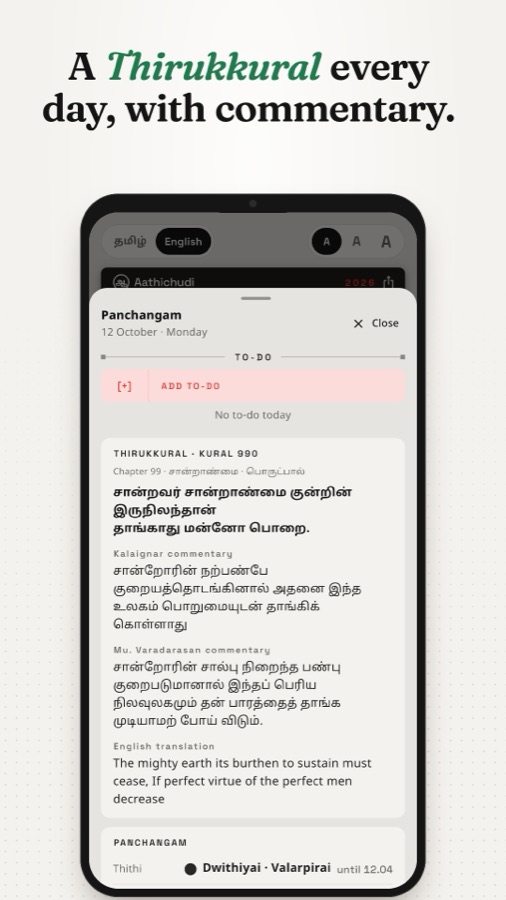 A Thirukkural every
day, with commentary.
தமிழ் English A A A
ஆ Aathichudi 2026
Panchangam
12 October · Monday
× Close
TO-DO
[+] ADD TO-DO
No to-do today
THIRUKKURAL · KURAL 990
Chapter 99 · சான்றாண்மை · பொருட்பால்
சான்றவர் சான்றாண்மை குன்றின்
இருநிலந்தான்
தாங்காது மன்னோ பொறை.
Kalaignar commentary
சான்றோரின் நற்பண்பே
குறையத்தொடங்கினால் அதனை இந்த
உலகம் பொறுமையுடன் தாங்கிக்
கொள்ளாது
Mu. Varadarasan commentary
சான்றோரின் சால்பு நிறைந்த பண்பு
குறைபடுமானால் இந்தப் பெரிய
நிலவுலகமும் தன் பாரத்தைத் தாங்க
முடியாமற் போய் விடும்.
English translation
The mighty earth its burthen to sustain must
cease, If perfect virtue of the perfect men
decrease
PANCHANGAM
Thithi Dwithiyai · Valarpirai until 12.04